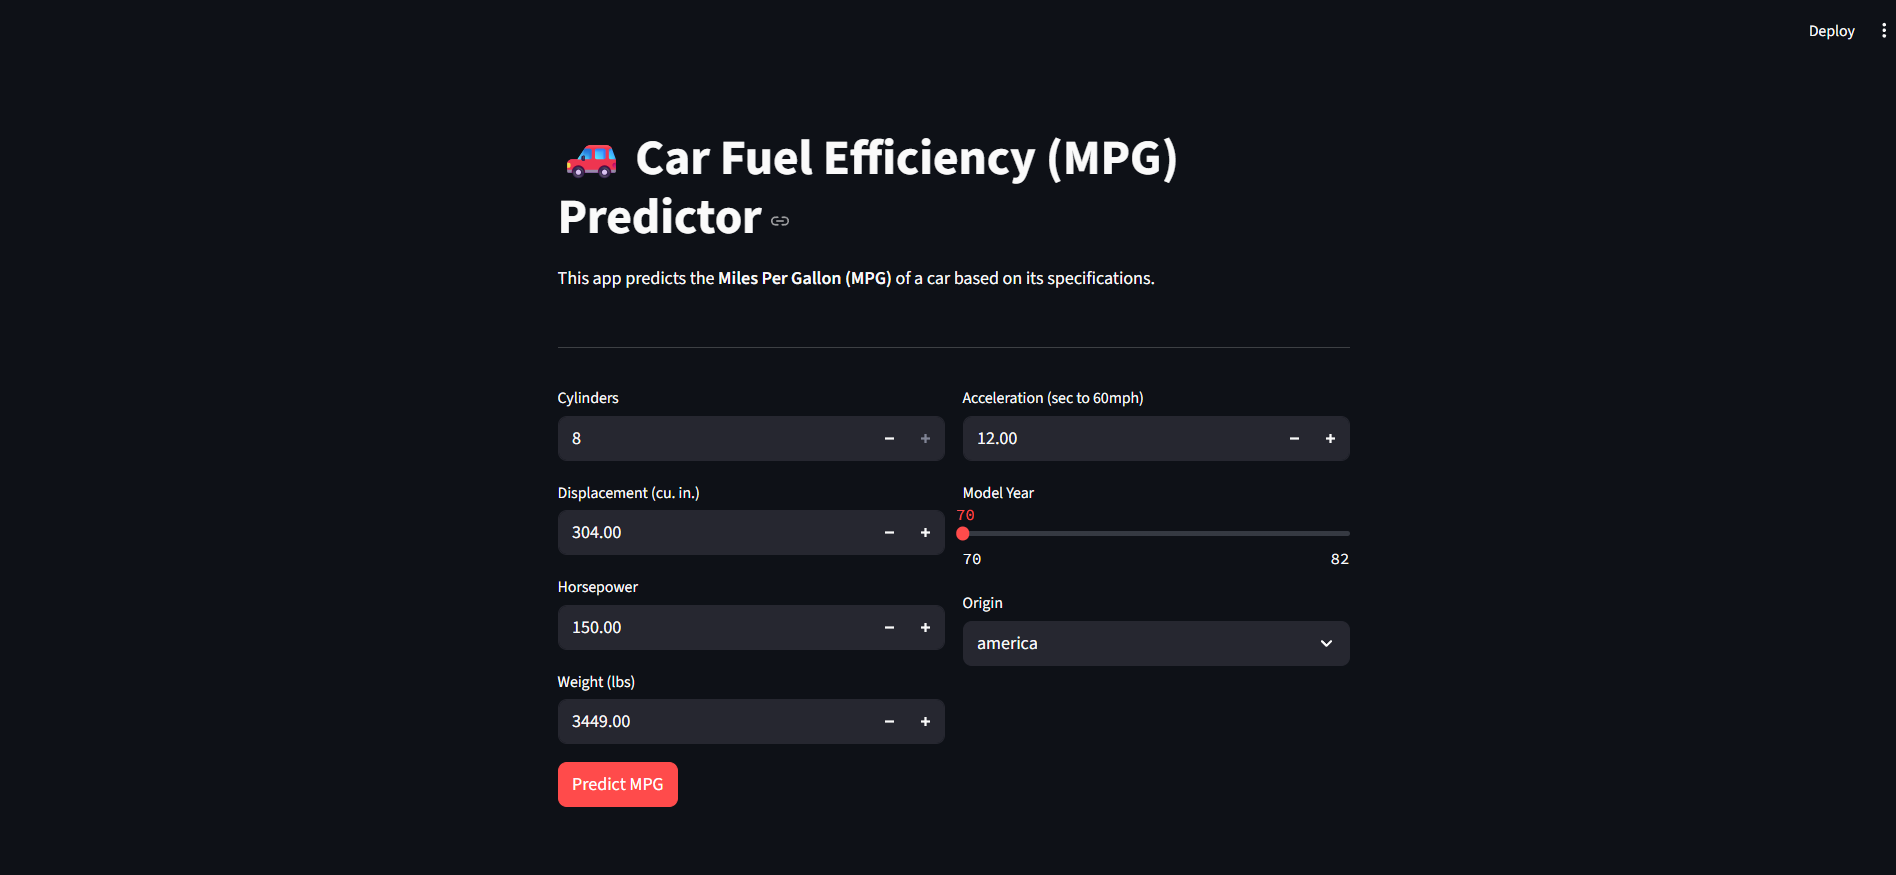 Deploy
Car Fuel Efficiency (MPG)
Predictor
This app predicts the Miles Per Gallon (MPG) of a car based on its specifications.
Cylinders
8
Displacement (cu. in.)
304.00
Horsepower
150.00
Weight (lbs)
3449.00
Acceleration (sec to 60mph)
12.00
Model Year
70
70 82
Origin
america
Predict MPG